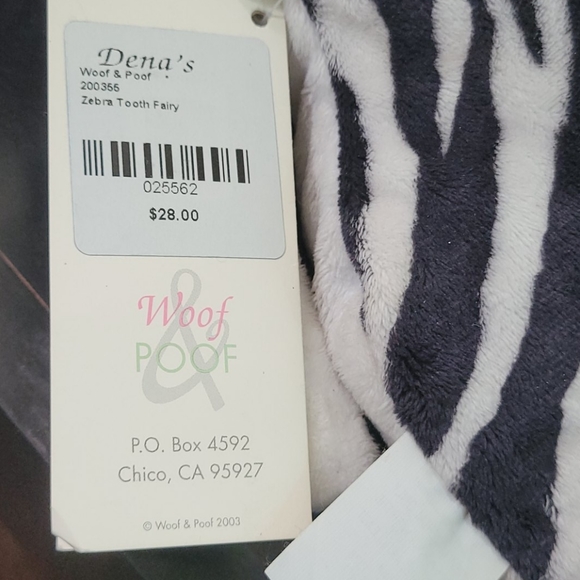 Dena's
Woof & Poof
200355
Zebra Tooth Fairy
025562
$28.00
Woof
&
POOF
P.O. Box 4592
Chico, CA 95927
© Woof & Poof 2003